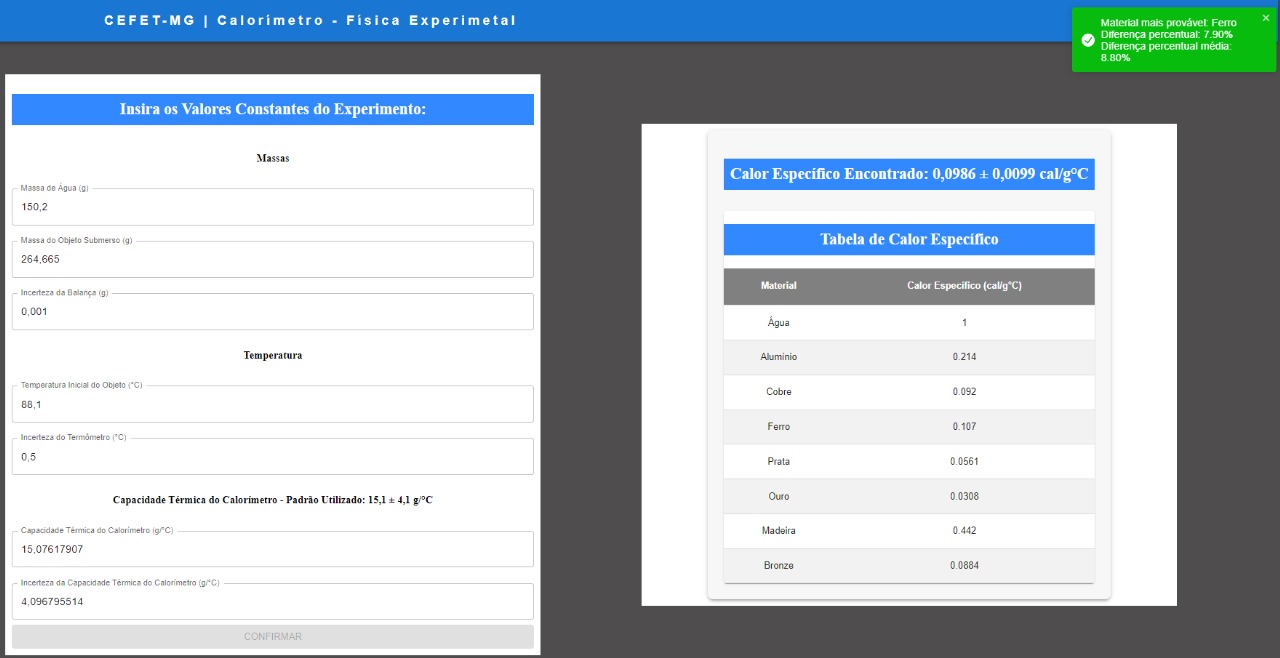 CEFET-MG | Calorímetro - Física Experimetal
Material mais provável: Ferro
Diferença percentual: 7.90%
Diferença percentual média:
8.80%
Insira os Valores Constantes do Experimento:
Massas
Massa de Água (g)
150,2
Massa do Objeto Submerso (g)
264,665
Incerteza da Balança (g)
0,001
Temperatura
Temperatura Inicial do Objeto (°C)
88,1
Incerteza do Termômetro (°C)
0,5
Capacidade Térmica do Calorímetro - Padrão Utilizado: 15,1 ± 4,1 g/°C
Capacidade Térmica do Calorímetro (g/°C)
15,07617907
Incerteza da Capacidade Térmica do Calorímetro (g/°C)
4,096795514
CONFIRMAR
Calor Específico Encontrado: 0,0986 ± 0,0099 cal/g°C
Tabela de Calor Específico
Material Calor Específico (cal/g°C)
Água 1
Alumínio 0.214
Cobre 0.092
Ferro 0.107
Prata 0.0561
Ouro 0.0308
Madeira 0.442
Bronze 0.0884